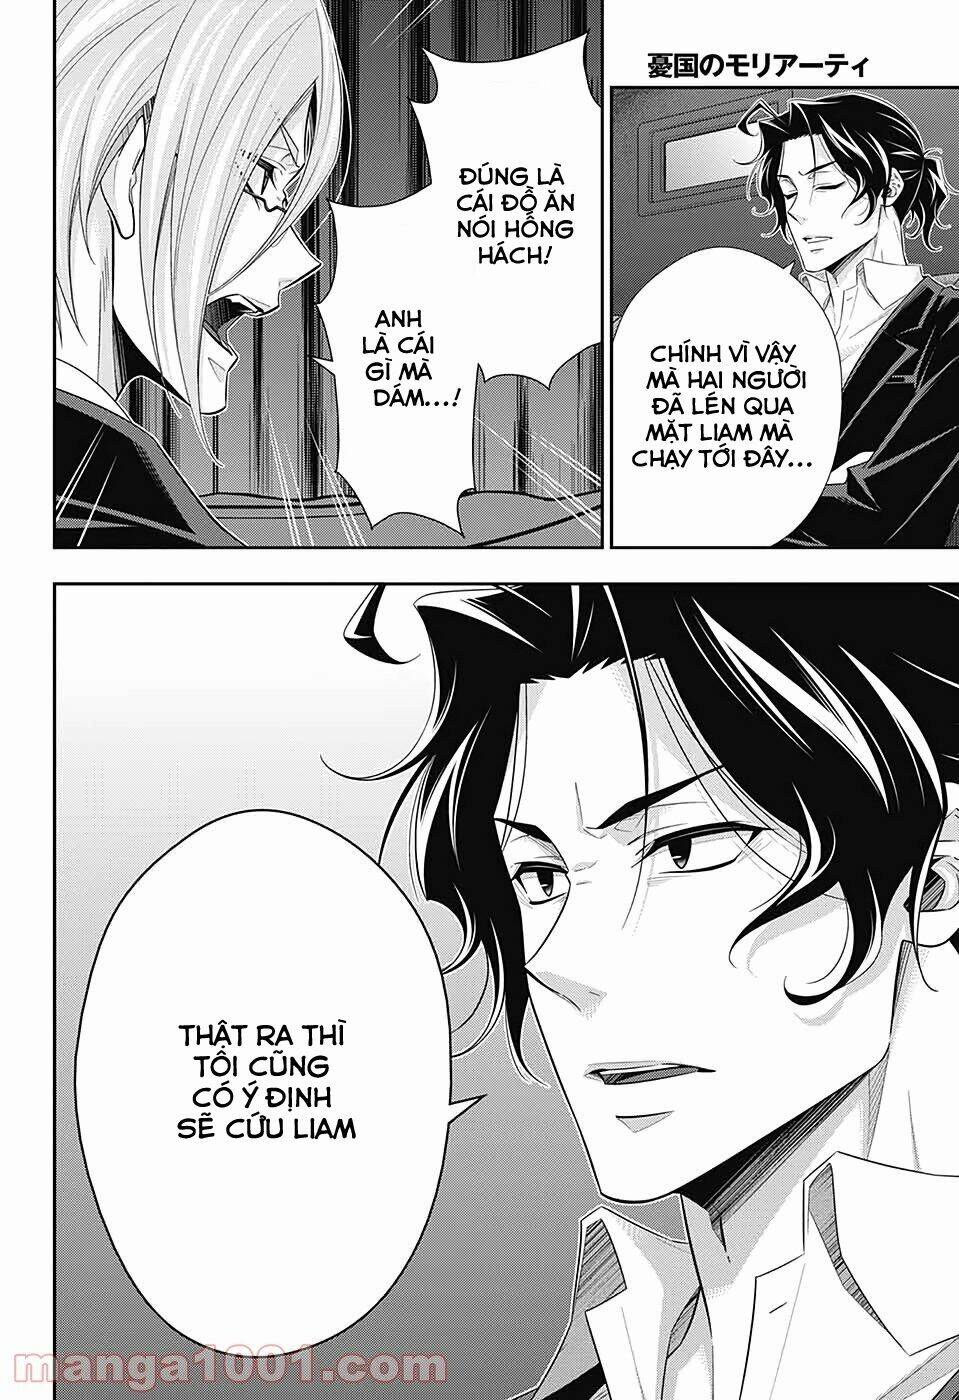 憂国のモリアーティ
CHÍNH VÌ VẬY
MÀ HAI NGƯỜI
ĐÃ LÉN QUA
MẶT LIAM MÀ
CHẠY TỚI ĐÂY...
ĐÚNG LÀ
CÁI ĐỒ ĂN
NÓI HỐNG
HÁCH!
ANH
LÀ CÁI
GÌ MÀ
DÁM...!
THẬT RA THÌ
TÔI CŨNG
CÓ Ý ĐỊNH
SẼ CỨU LIAM
manga1001.com